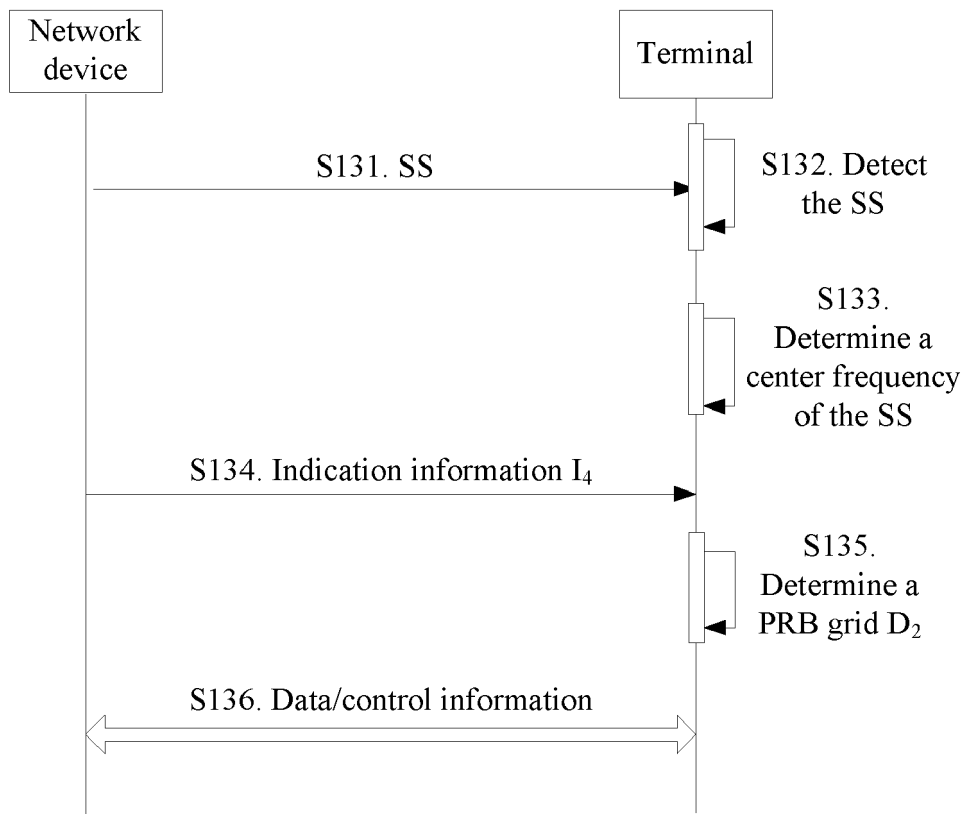 Network
device
Terminal
S131. SS
S132. Detect
the SS
S133.
Determine a
center frequency
of the SS
S134. Indication information I₄
S135.
Determine a
PRB grid D₂
S136. Data/control information